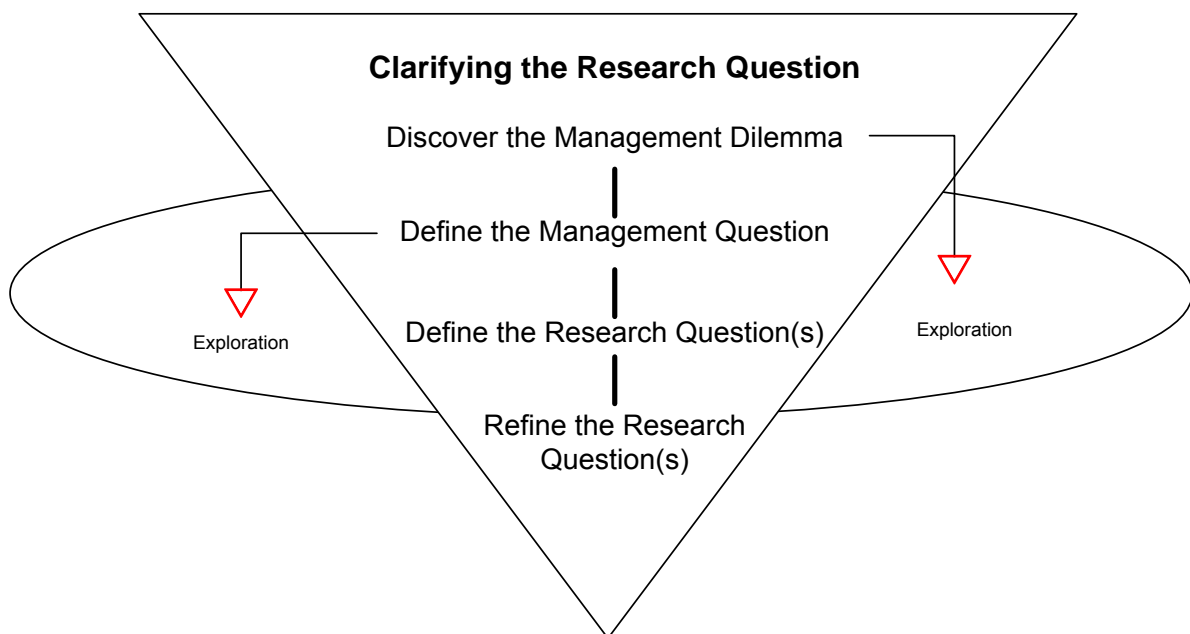 Clarifying the Research Question
Discover the Management Dilemma
Define the Management Question
Define the Research Question(s)
Exploration
Exploration
Refine the Research
Question(s)